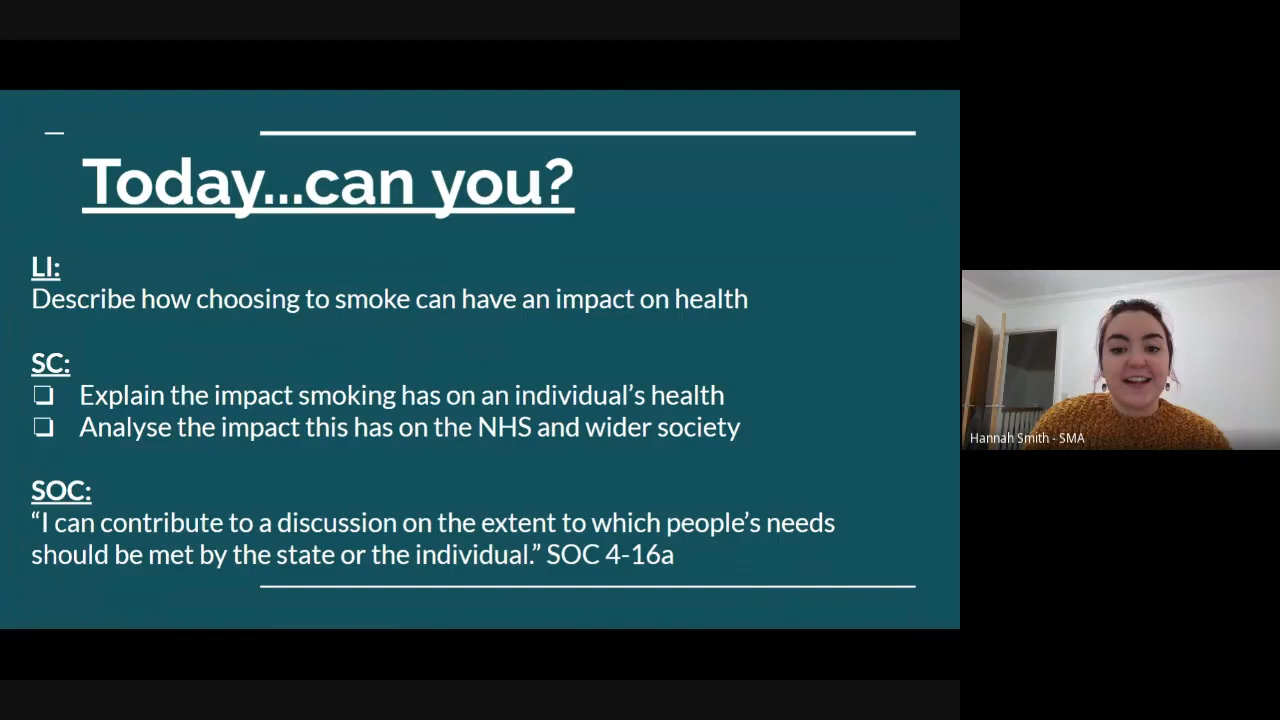 Today...can you?
LI:
Describe how choosing to smoke can have an impact on health
SC:
❏ Explain the impact smoking has on an individual’s health
❏ Analyse the impact this has on the NHS and wider society
SOC:
“I can contribute to a discussion on the extent to which people’s needs
should be met by the state or the individual.” SOC 4-16a
Hannah Smith - SMA